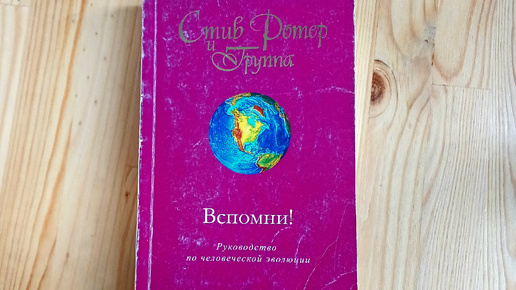 Стив Ротер
и Группа
Вспомни!
Руководство
по человеческой эволюции